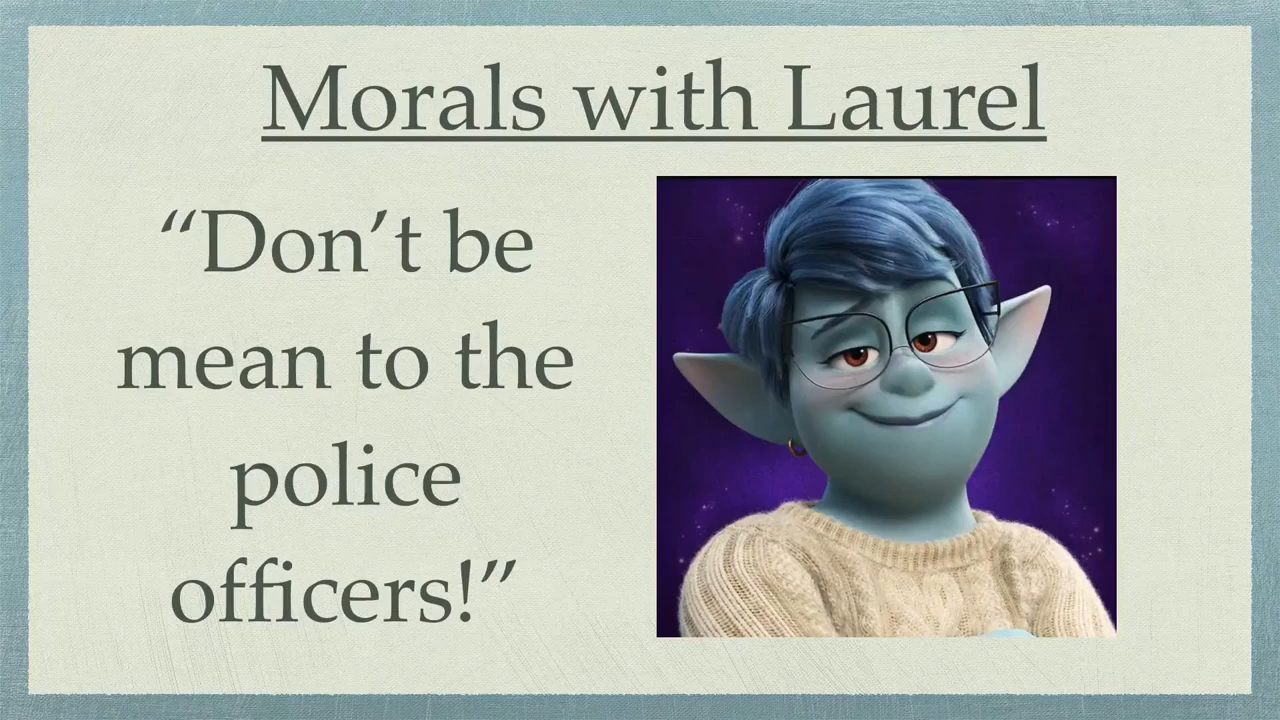 Morals with Laurel
“Don’t be
mean to the
police
officers!”